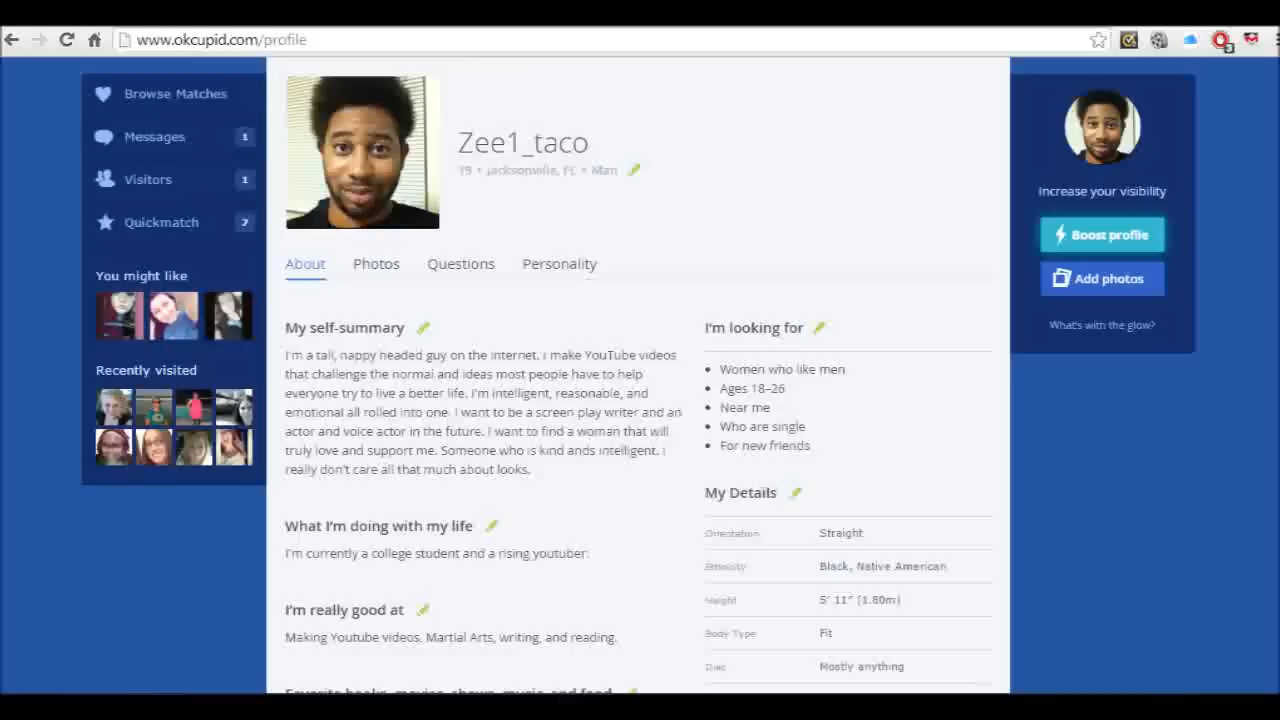 www.okcupid.com/profile
Browse Matches
Messages 1
Visitors 1
Quickmatch 2
You might like
Recently visited
Zee1_taco
19 • Jacksonville, FL • Man
About Photos Questions Personality
My self-summary
I'm a tall, nappy headed guy on the internet. I make YouTube videos
that challenge the normal and ideas most people have to help
everyone try to live a better life. I'm intelligent, reasonable, and
emotional all rolled into one. I want to be a screen play writer and an
actor and voice actor in the future. I want to find a woman that will
truly love and support me. Someone who is kind ands intelligent. I
really don't care all that much about looks.
What I'm doing with my life
I'm currently a college student and a rising youtuber.
I'm really good at
Making Youtube videos, Martial Arts, writing, and reading.
Favorite books, movies, shows, music, and food
I'm looking for
Women who like men
Ages 18–26
Near me
Who are single
For new friends
My Details
Orientation Straight
Ethnicity Black, Native American
Height 5' 11" (1.80m)
Body Type Fit
Diet Mostly anything
Increase your visibility
Boost profile
Add photos
What's with the glow?